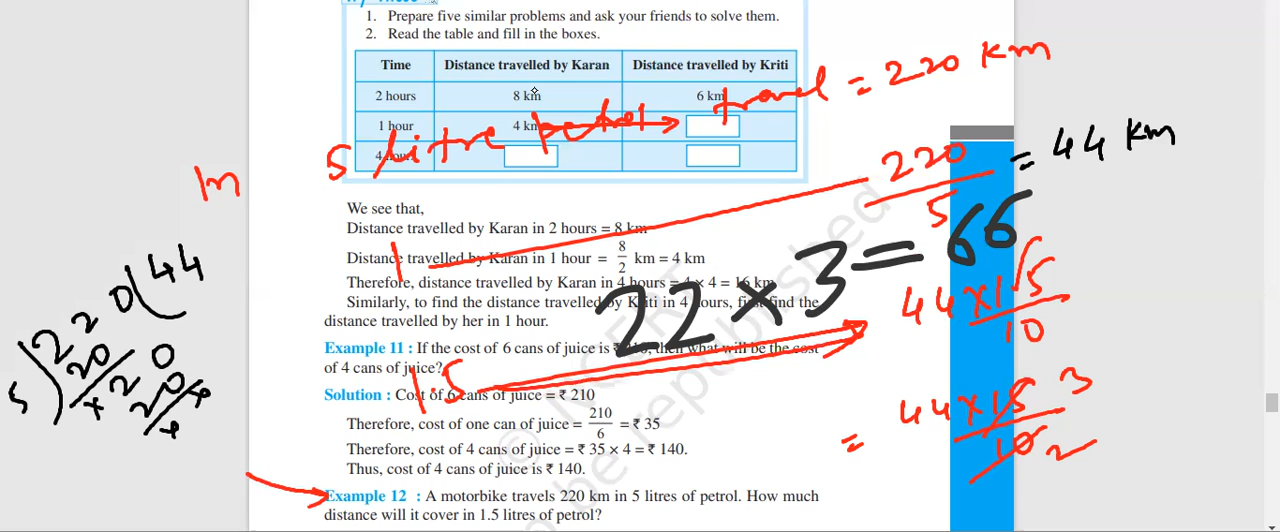 1. Prepare five similar problems and ask your friends to solve them.
2. Read the table and fill in the boxes.
Time Distance travelled by Karan Distance travelled by Kriti
2 hours 8 km 6 km
1 hour 4 km
4 hours
In 5 litre petrol travel = 220 km
1 220/5 = 44 km
1.5 44 × 15/10
= 44 × 15/10 3 2
22 × 3 = 66
5)220(44
20
× 20
20
We see that,
Distance travelled by Karan in 2 hours = 8 km
Distance travelled by Karan in 1 hour = 8/2 km = 4 km
Therefore, distance travelled by Karan in 4 hours = 4 × 4 = 16 km
Similarly, to find the distance travelled by Kriti in 4 hours, first find the
distance travelled by her in 1 hour.
Example 11 : If the cost of 6 cans of juice is ₹ 210, then what will be the cost
of 4 cans of juice?
Solution : Cost of 6 cans of juice = ₹ 210
Therefore, cost of one can of juice = 210/6 = ₹ 35
Therefore, cost of 4 cans of juice = ₹ 35 × 4 = ₹ 140.
Thus, cost of 4 cans of juice is ₹ 140.
Example 12 : A motorbike travels 220 km in 5 litres of petrol. How much
distance will it cover in 1.5 litres of petrol?